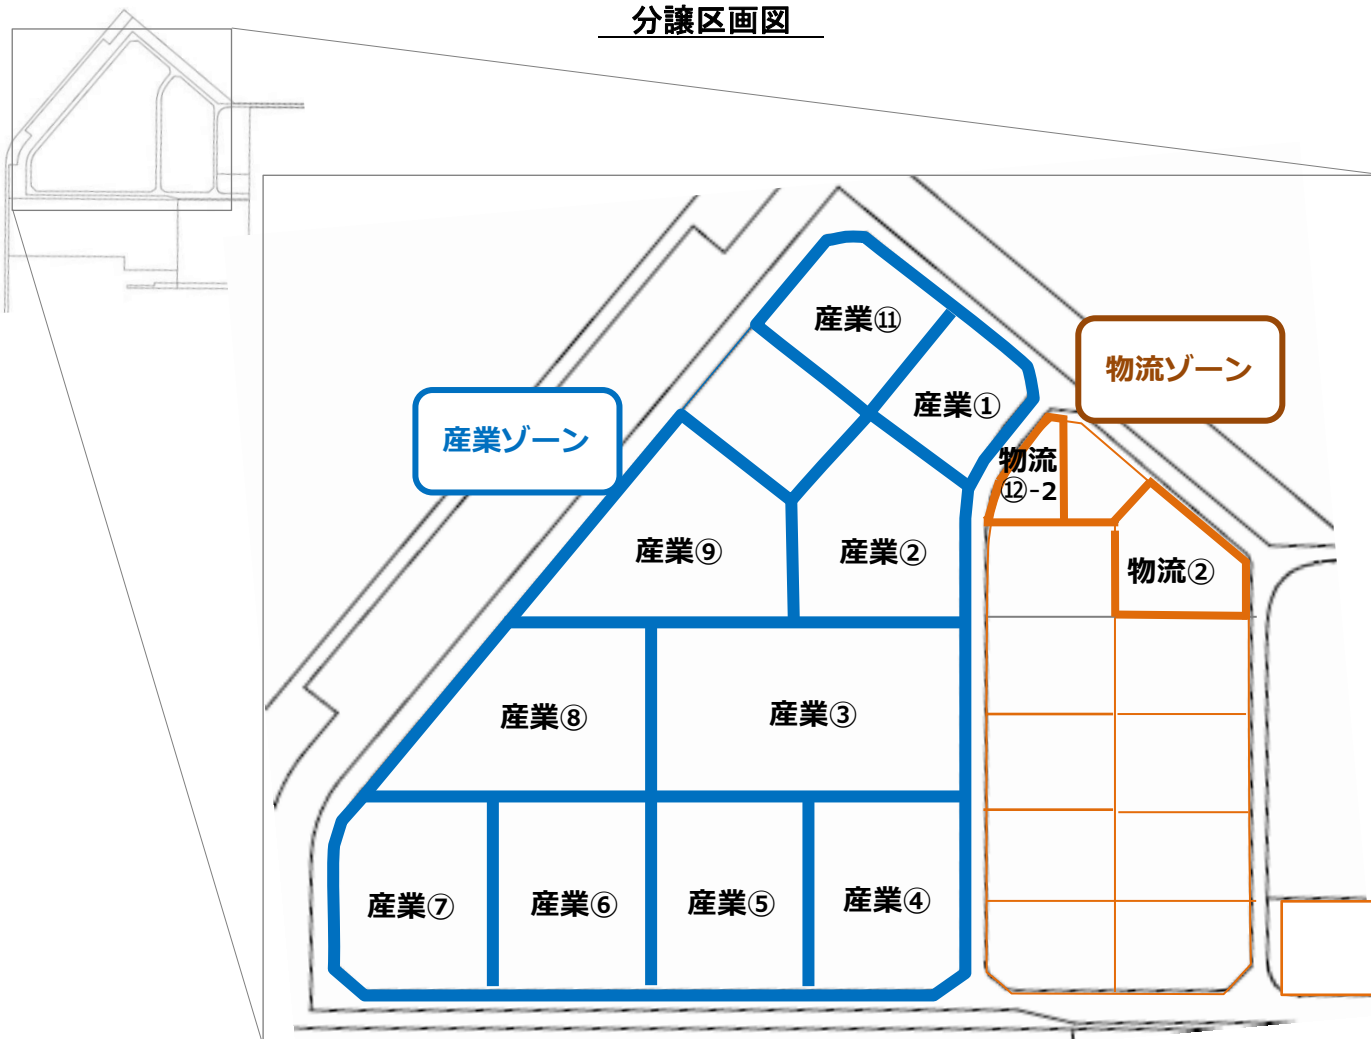 分譲区画図
産業⑪
物流ゾーン
産業①
産業ゾーン
物流
⑫-2
産業⑨
産業②
物流②
産業⑧
産業③
産業⑦
産業⑥
産業⑤
産業④